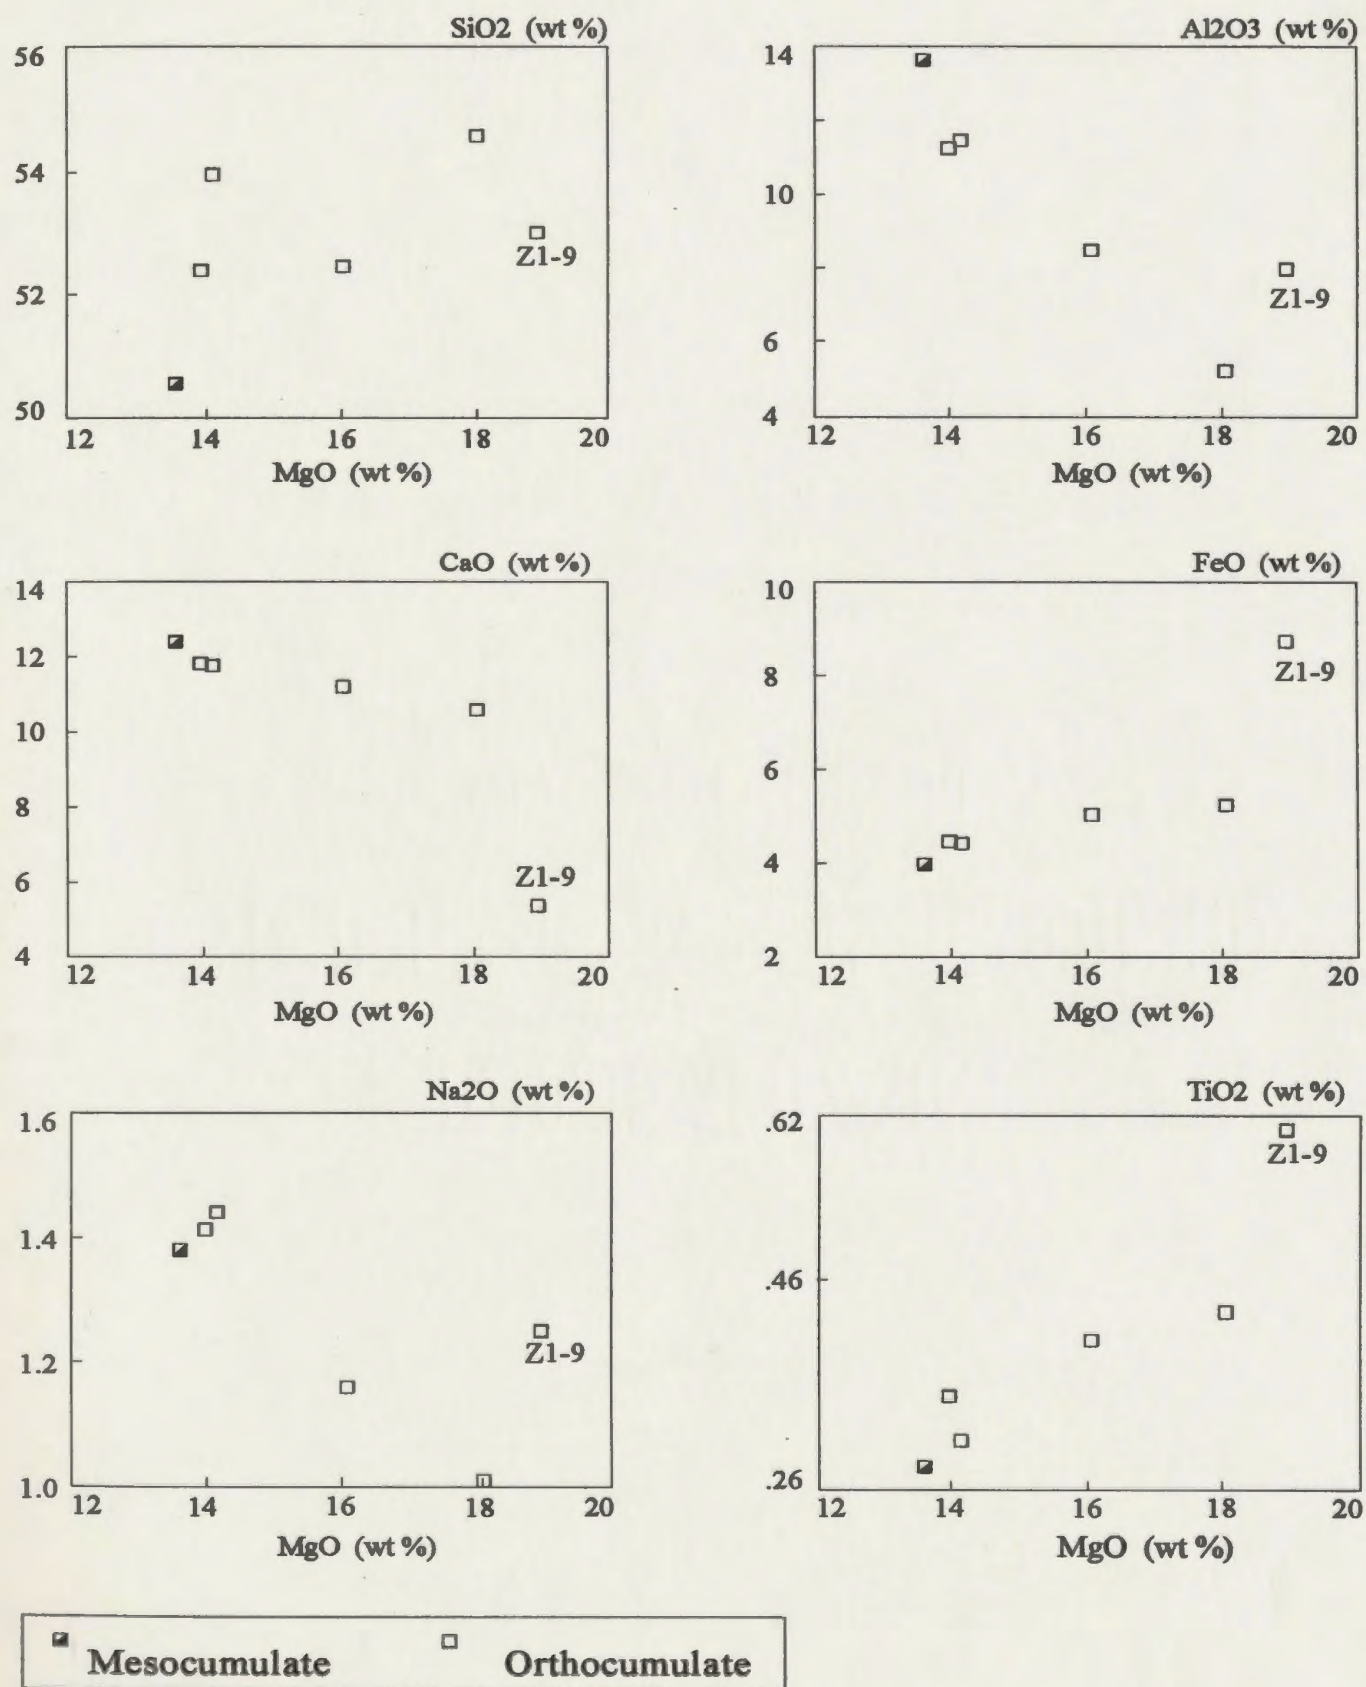 SiO2 (wt %)
56
54
52
50
12 14 16 18 20
MgO (wt %)
Z1-9
Al2O3 (wt %)
14
10
6
4
12 14 16 18 20
MgO (wt %)
Z1-9
CaO (wt %)
14
12
10
8
6
4
12 14 16 18 20
MgO (wt %)
Z1-9
FeO (wt %)
10
8
6
4
2
12 14 16 18 20
MgO (wt %)
Z1-9
Na2O (wt %)
1.6
1.4
1.2
1.0
12 14 16 18 20
MgO (wt %)
Z1-9
TiO2 (wt %)
.62
.46
.26
12 14 16 18 20
MgO (wt %)
Z1-9
Mesocumulate Orthocumulate